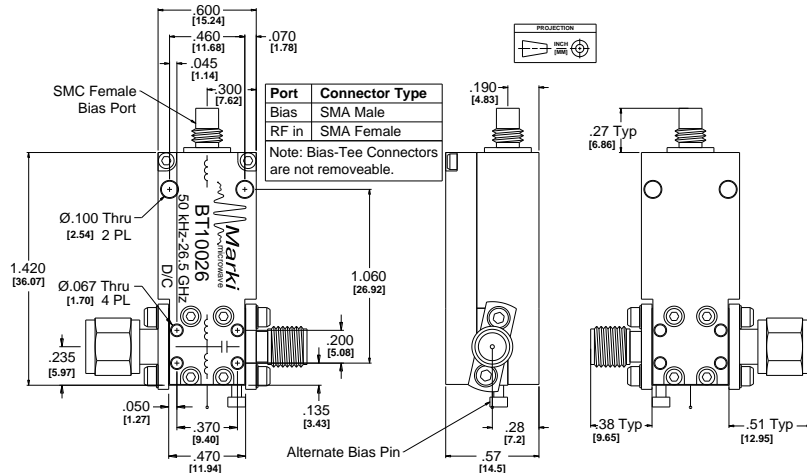 .600
[15.24]
.460
[11.68]
.070
[1.78]
.045
[1.14]
.300
[7.62]
SMC Female
Bias Port
Port Connector Type
Bias SMA Male
RF in SMA Female
Note: Bias-Tee Connectors
are not removeable.
PROJECTION
INCH
[MM]
.190
[4.83]
.27 Typ
[6.86]
Ø.100 Thru
[2.54] 2 PL
1.420
[36.07]
Ø.067 Thru
[1.70] 4 PL
D/C
50 kHz-26.5 GHz
BT10026
Marki
microwave
1.060
[26.92]
.235
[5.97]
.200
[5.08]
.050
[1.27]
.135
[3.43]
.370
[9.40]
.470
[11.94]
Alternate Bias Pin
.28
[7.2]
.57
[14.5]
.38 Typ
[9.65]
.51 Typ
[12.95]